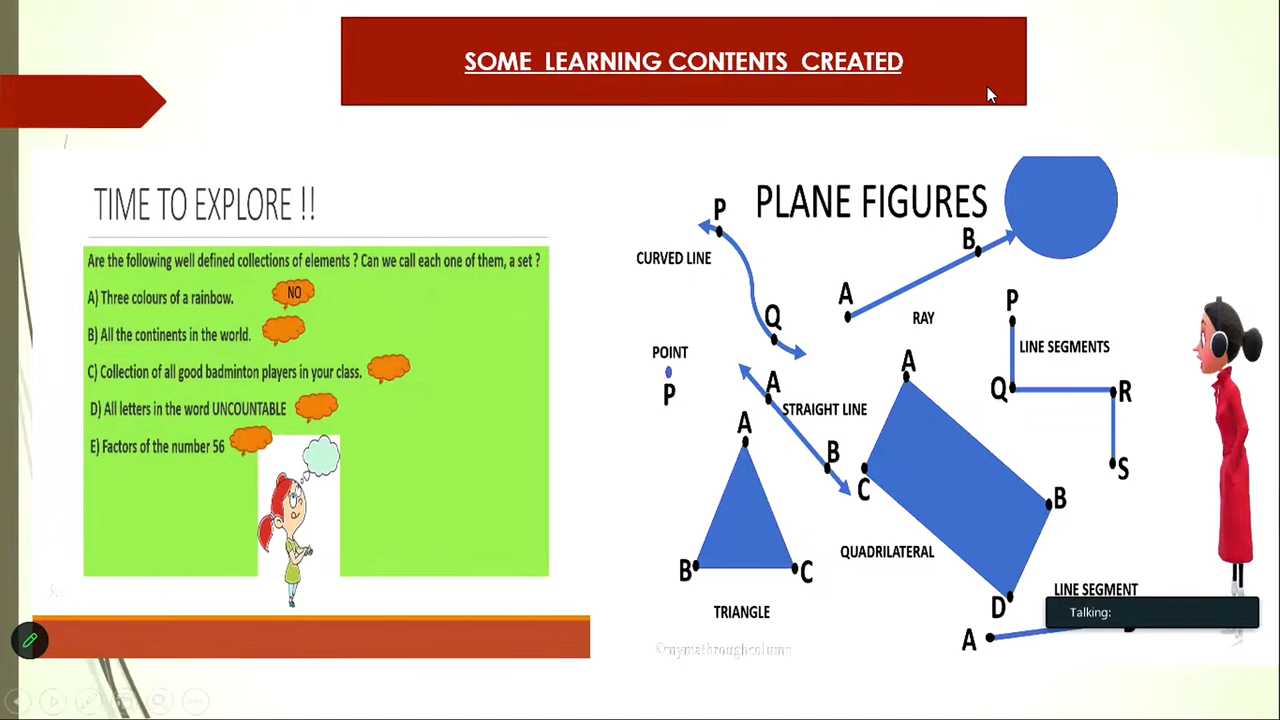 SOME LEARNING CONTENTS CREATED
TIME TO EXPLORE !!
Are the following well defined collections of elements ? Can we call each one of them, a set ?
A) Three colours of a rainbow.
NO
B) All the continents in the world.
C) Collection of all good badminton players in your class.
D) All letters in the word UNCOUNTABLE
E) Factors of the number 56
PLANE FIGURES
P
CURVED LINE
Q
A
B
RAY
P
LINE SEGMENTS
Q
R
S
POINT
P
A
STRAIGHT LINE
B
A
B
C
TRIANGLE
A
C
B
D
QUADRILATERAL
LINE SEGMENT
A
Talking:
©mymathroughcolumn